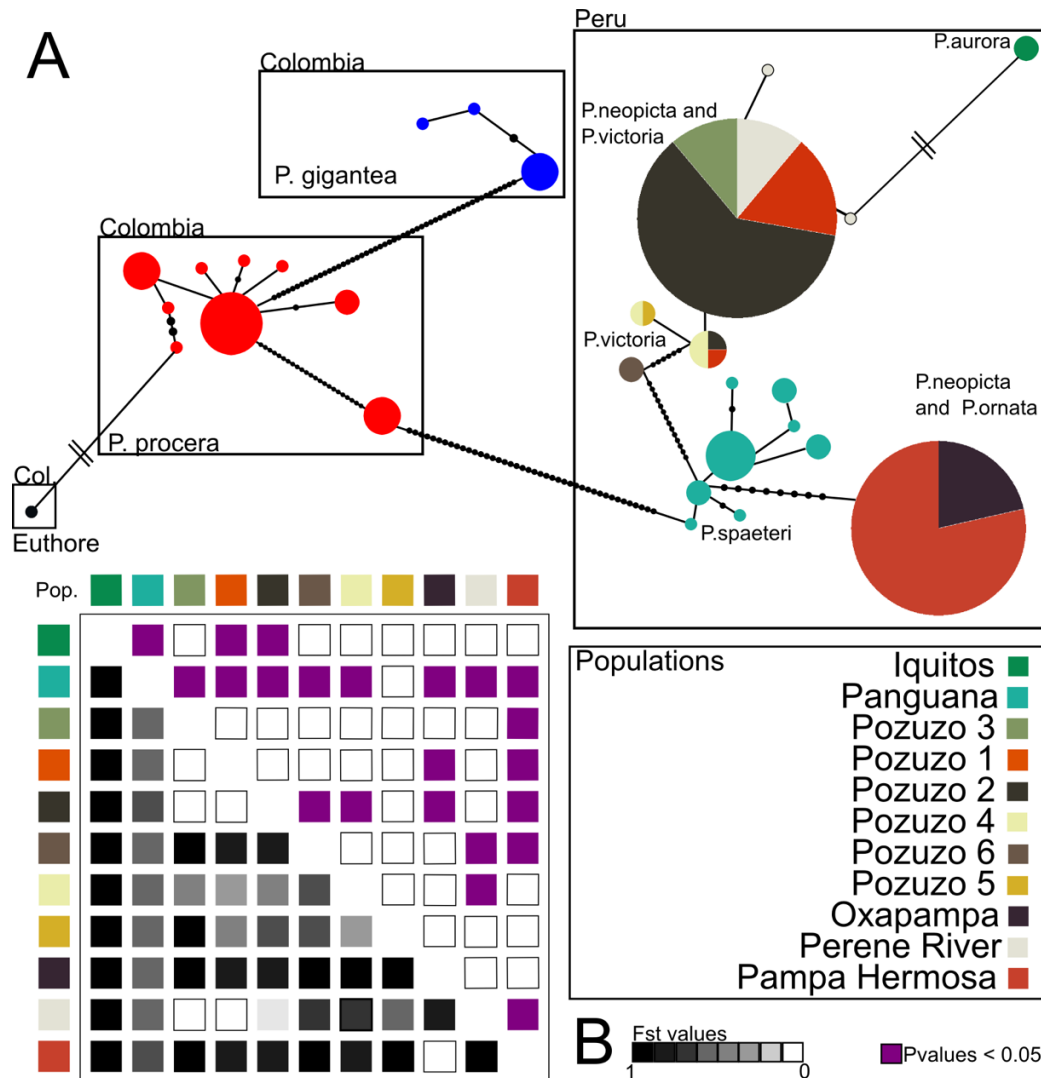 A
Colombia
P. gigantea
Colombia
P. procera
Col.
Euthore
Peru
P.aurora
P.neopicta and
P.victoria
P.victoria
P.neopicta
and P.ornata
P.spaeteri
Pop.
Populations
Iquitos
Panguana
Pozuzo 3
Pozuzo 1
Pozuzo 2
Pozuzo 4
Pozuzo 6
Pozuzo 5
Oxapampa
Perene River
Pampa Hermosa
B
Fst values
1 0
Pvalues < 0.05